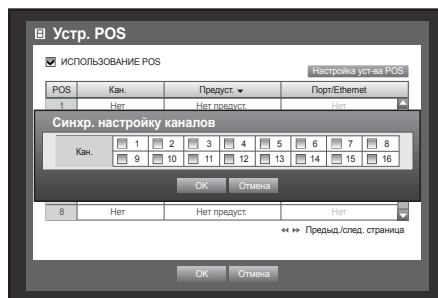 Устр. POS
ИСПОЛЬЗОВАНИЕ POS
Настройка уст-ва POS
POS Кан. Предуст. Порт/Ethernet
1 Нет Нет предуст. Нет
Синхр. настройку каналов
Кан. 1 2 3 4 5 6 7 8
9 10 11 12 13 14 15 16
OK Отмена
8 Нет Нет предуст. Нет
Предыд./след. страница
OK Отмена